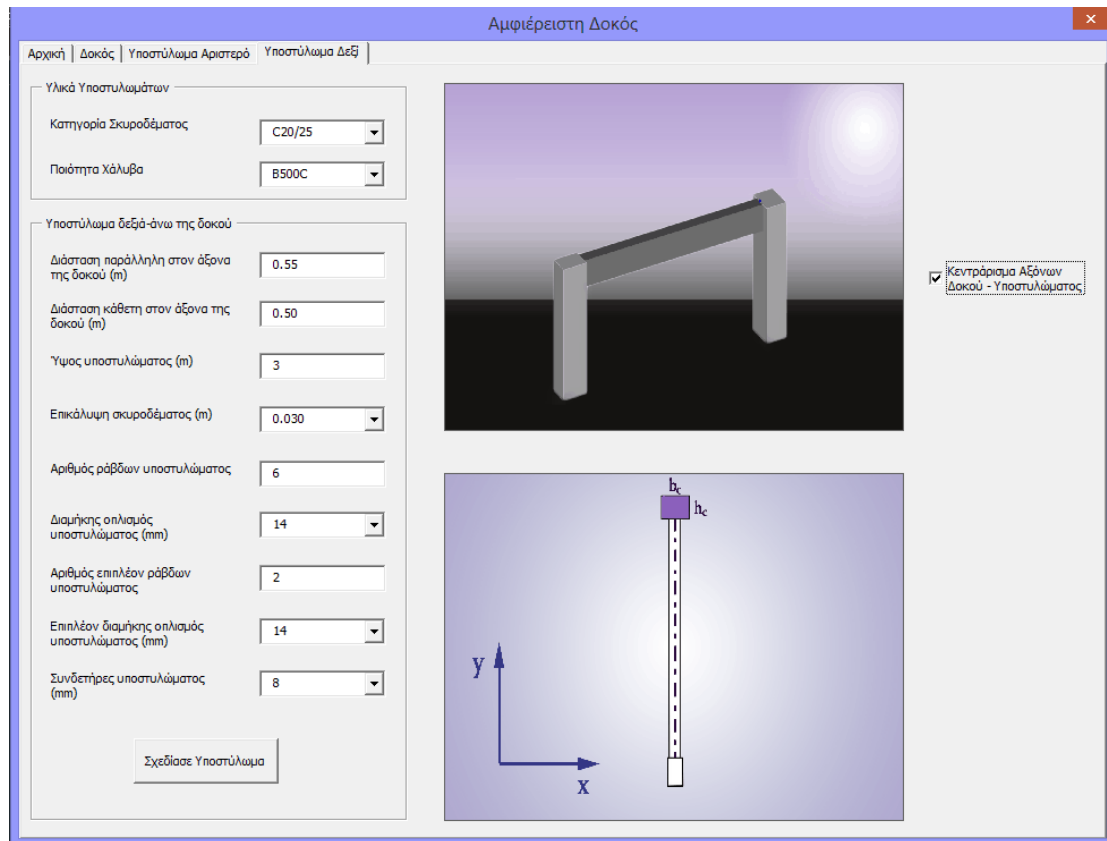 Αμφιέρειστη Δοκός
Αρχική
Δοκός
Υποστύλωμα Αριστερό
Υποστύλωμα Δεξί
Υλικά Υποστυλωμάτων
Κατηγορία Σκυροδέματος
C20/25
Ποιότητα Χάλυβα
B500C
Υποστύλωμα δεξιά-άνω της δοκού
Διάσταση παράλληλη στον άξονα
της δοκού (m)
0.55
Διάσταση κάθετη στον άξονα της
δοκού (m)
0.50
Ύψος υποστυλώματος (m)
3
Επικάλυψη σκυροδέματος (m)
0.030
Αριθμός ράβδων υποστυλώματος
6
Διαμήκης οπλισμός
υποστυλώματος (mm)
14
Αριθμός επιπλέον ράβδων
υποστυλώματος
2
Επιπλέον διαμήκης οπλισμός
υποστυλώματος (mm)
14
Συνδετήρες υποστυλώματος
(mm)
8
Σχεδίασε Υποστύλωμα
Κεντράρισμα Αξόνων
Δοκού - Υποστυλώματος
bc
hc
y
x